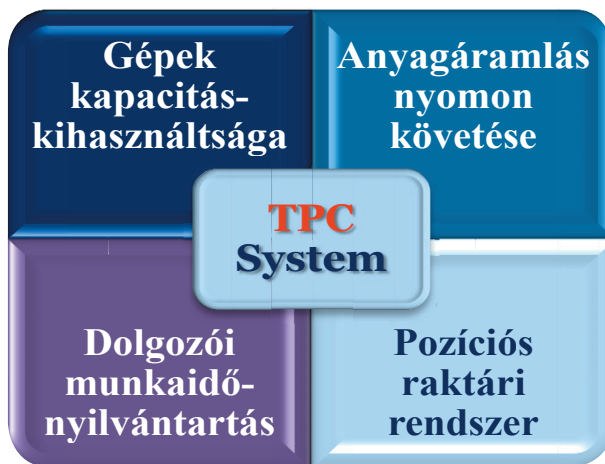 Gépek
kapacitás-
kihasználtsága
Anyagáramlás
nyomon
követése
TPC
System
Dolgozói
munkaidő-
nyilvántartás
Pozíciós
raktári
rendszer